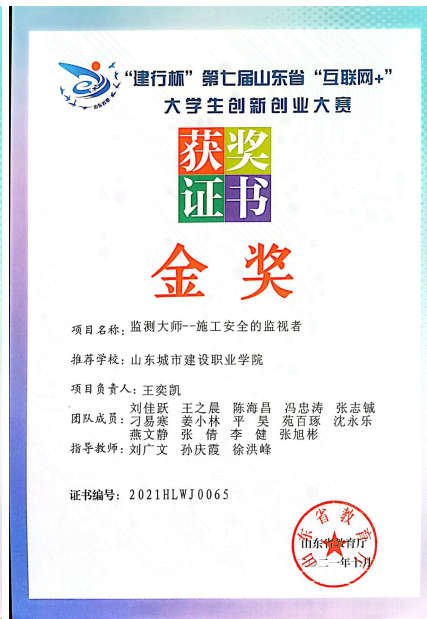 “建行杯”第七届山东省“互联网+”
大学生创新创业大赛
获奖
证书
金奖
项目名称：监测大师--施工安全的监视者
推荐学校：山东城市建设职业学院
项目负责人：王奕凯
刘佳跃 王之晨 陈海昌 冯忠涛 张志铖
团队成员：刁易寒 姜小林 平昊 苑百琢 沈永乐
燕文静 张倩 李健 张旭彬
指导教师：刘广文 孙庆霞 徐洪峰
证书编号：2021HLWJ0065
山东省教育厅
山东省教育厅
二〇二一年十月